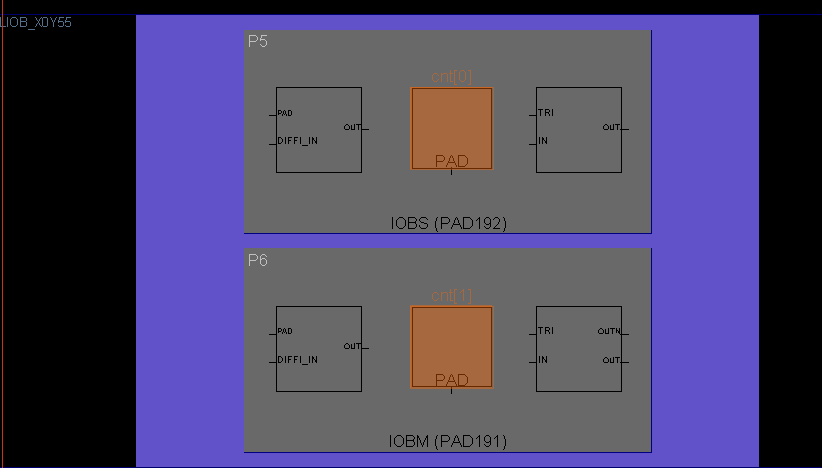 LIOB_X0Y55
P5
cnt[0]
PAD
DIFFI_IN
OUT
PAD
TRI
IN
OUT
IOBS (PAD192)
P6
cnt[1]
PAD
DIFFI_IN
OUT
PAD
TRI
IN
OUTN
OUT
IOBM (PAD191)